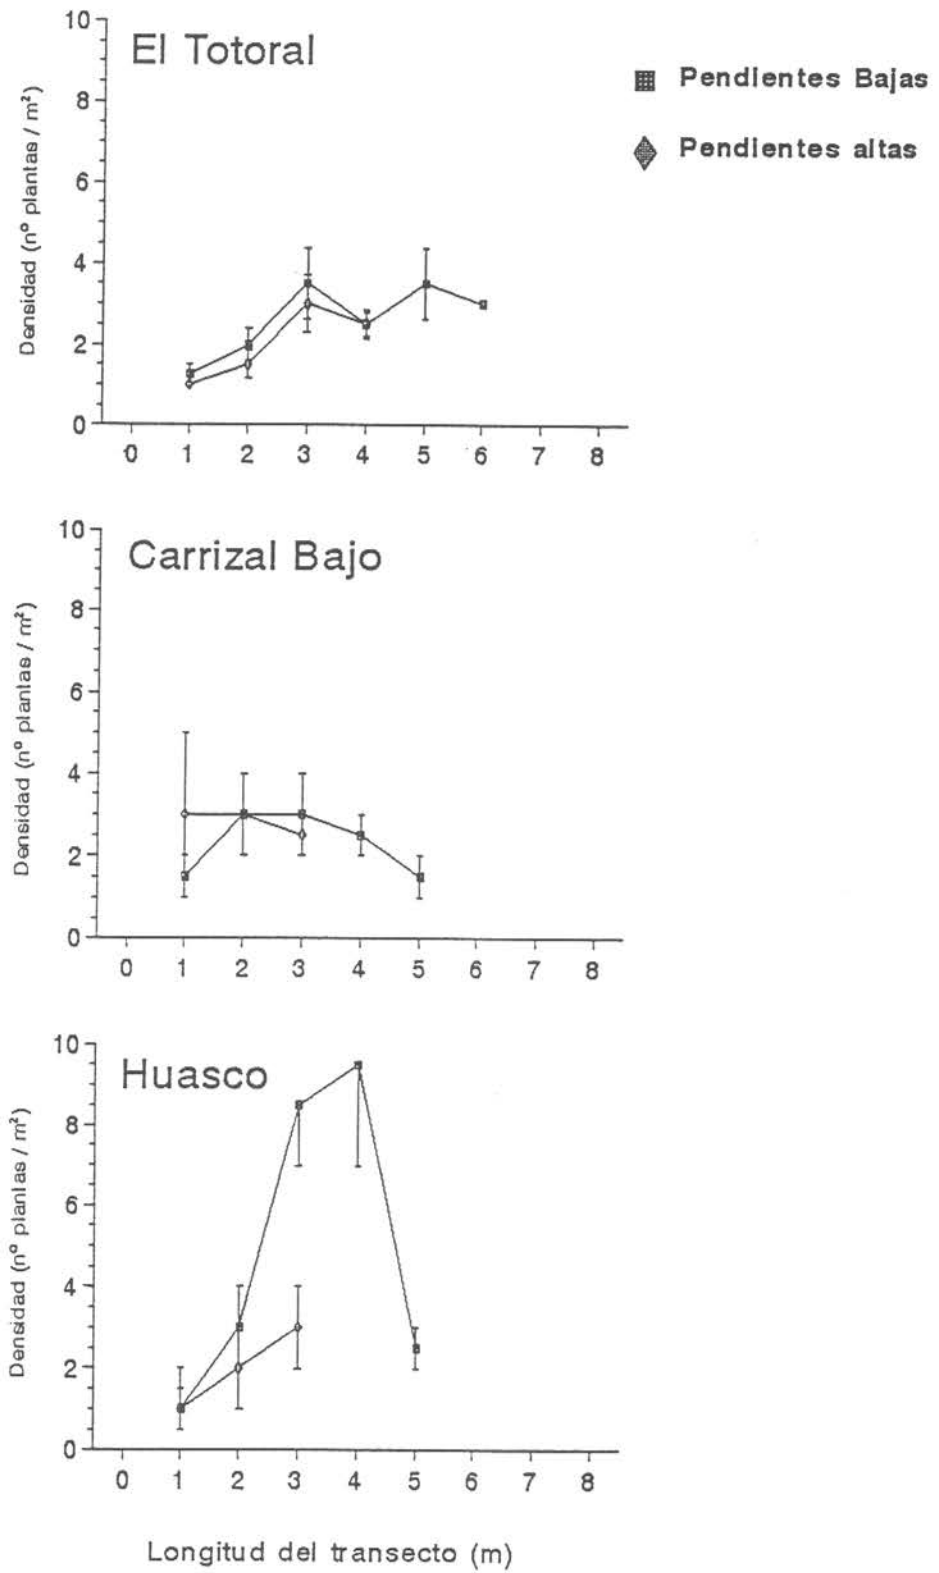 El Totoral
Pendientes Bajas
Pendientes altas
Densidad (nº plantas / m²)
10
8
6
4
2
0
0 1 2 3 4 5 6 7 8
Carrizal Bajo
Densidad (nº plantas / m²)
10
8
6
4
2
0
0 1 2 3 4 5 6 7 8
Huasco
Densidad (nº plantas / m²)
10
8
6
4
2
0
0 1 2 3 4 5 6 7 8
Longitud del transecto (m)